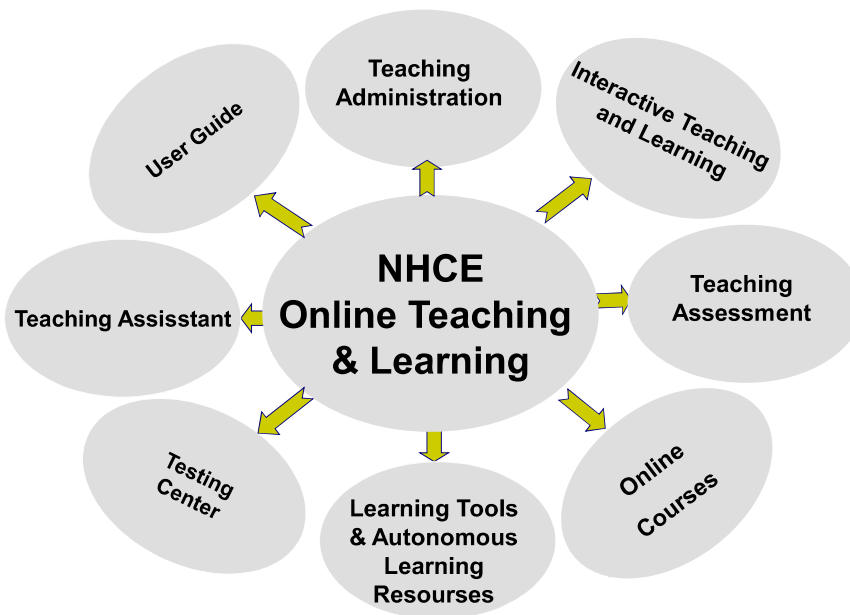 Teaching
Administration
Interactive Teaching
and Learning
User Guide
NHCE
Online Teaching
& Learning
Teaching
Assessment
Teaching Assisstant
Testing
Center
Learning Tools
& Autonomous
Learning
Resourses
Online
Courses